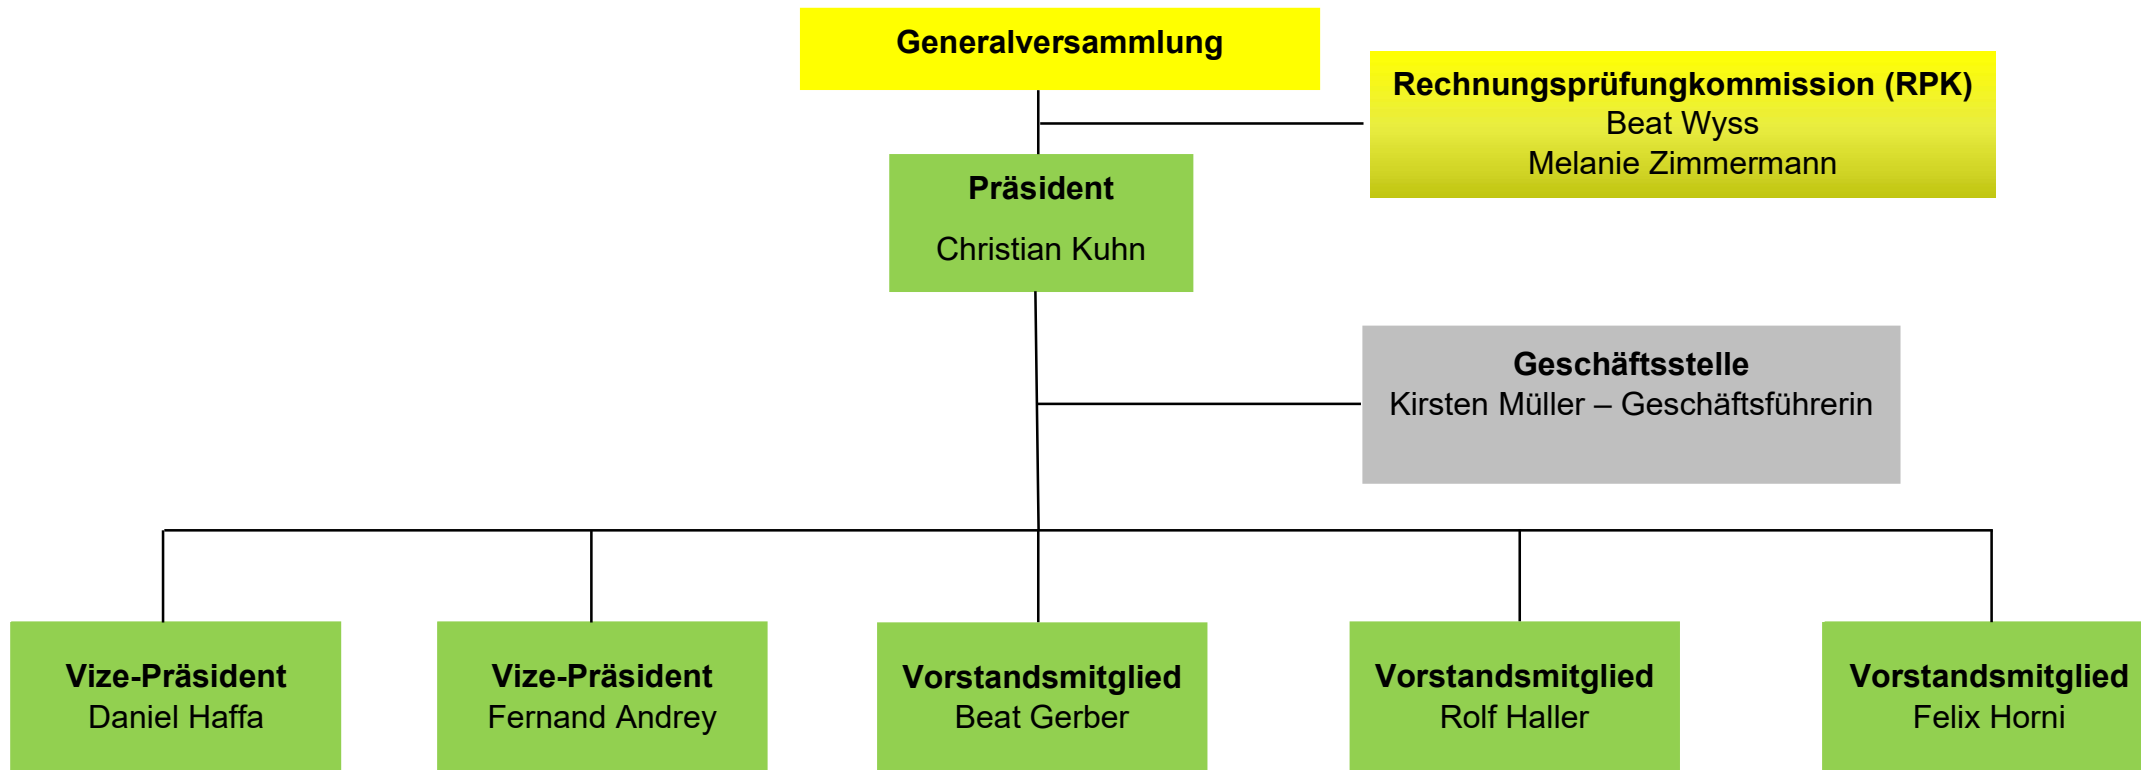 Generalversammlung
Rechnungsprüfungkommission (RPK)
Beat Wyss
Melanie Zimmermann
Präsident
Christian Kuhn
Geschäftsstelle
Kirsten Müller – Geschäftsführerin
Vize-Präsident
Daniel Haffa
Vize-Präsident
Fernand Andrey
Vorstandsmitglied
Beat Gerber
Vorstandsmitglied
Rolf Haller
Vorstandsmitglied
Felix Horni